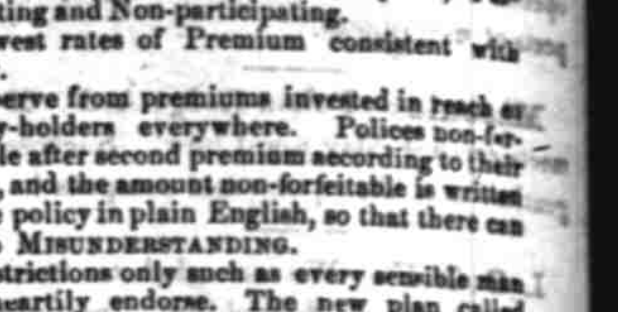 ting and Non-participating.
west rates of Premium consistent with
erve from premiums invested in reach or
y-holders everywhere. Polices non-for-
le after second premium according to their
, and the amount non-forfeitable is written
policy in plain English, so that there can
MISUNDERSTANDING.
strictions only such as every sensible man
heartily endorse. The new plan called